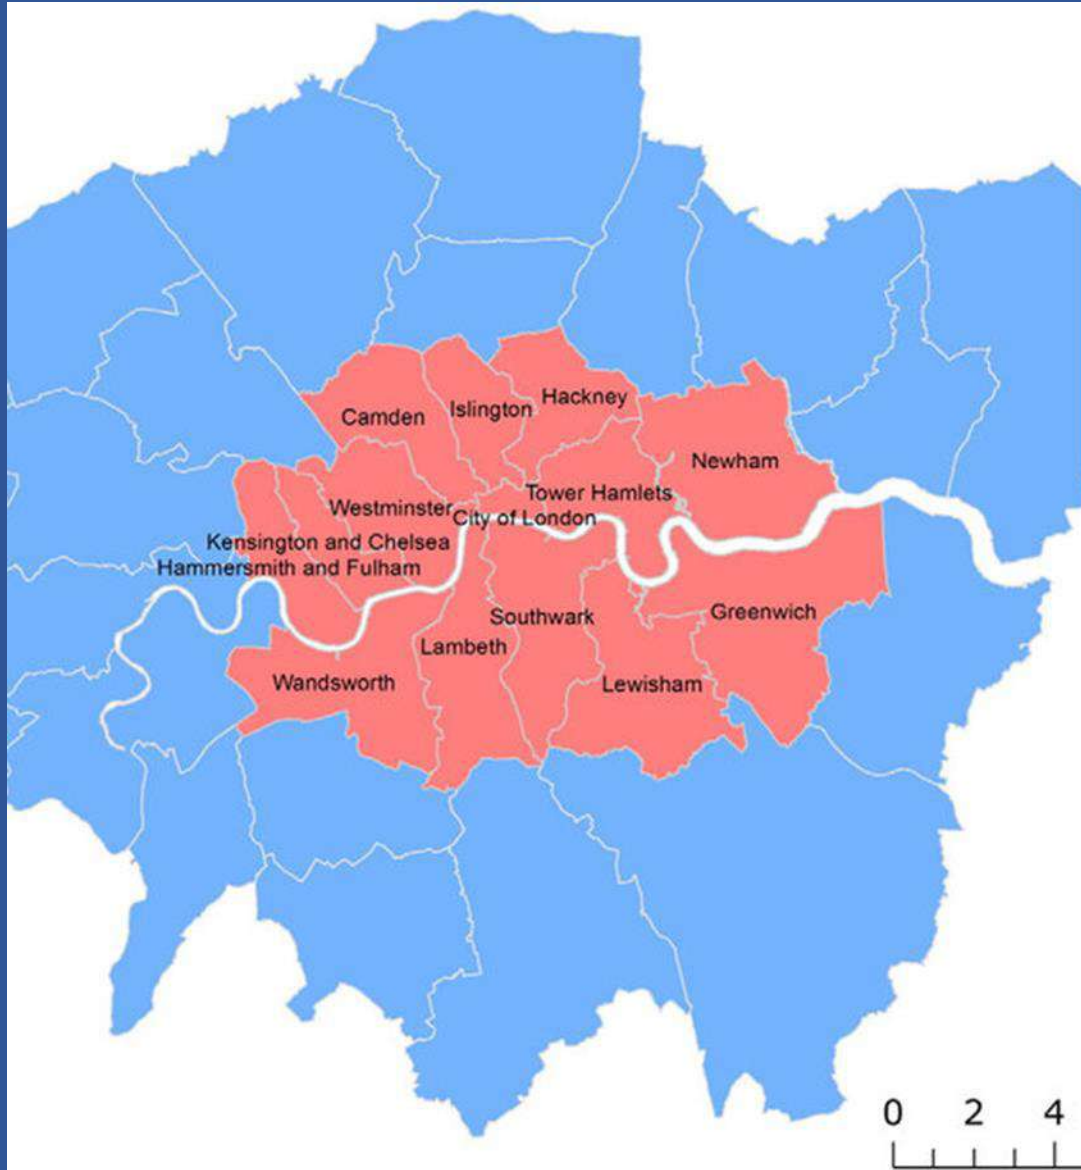 Hackney
Islington
Camden
Newham
Tower Hamlets
Westminster
City of London
Kensington and Chelsea
Hammersmith and Fulham
Greenwich
Southwark
Lambeth
Wandsworth
Lewisham
0 2 4